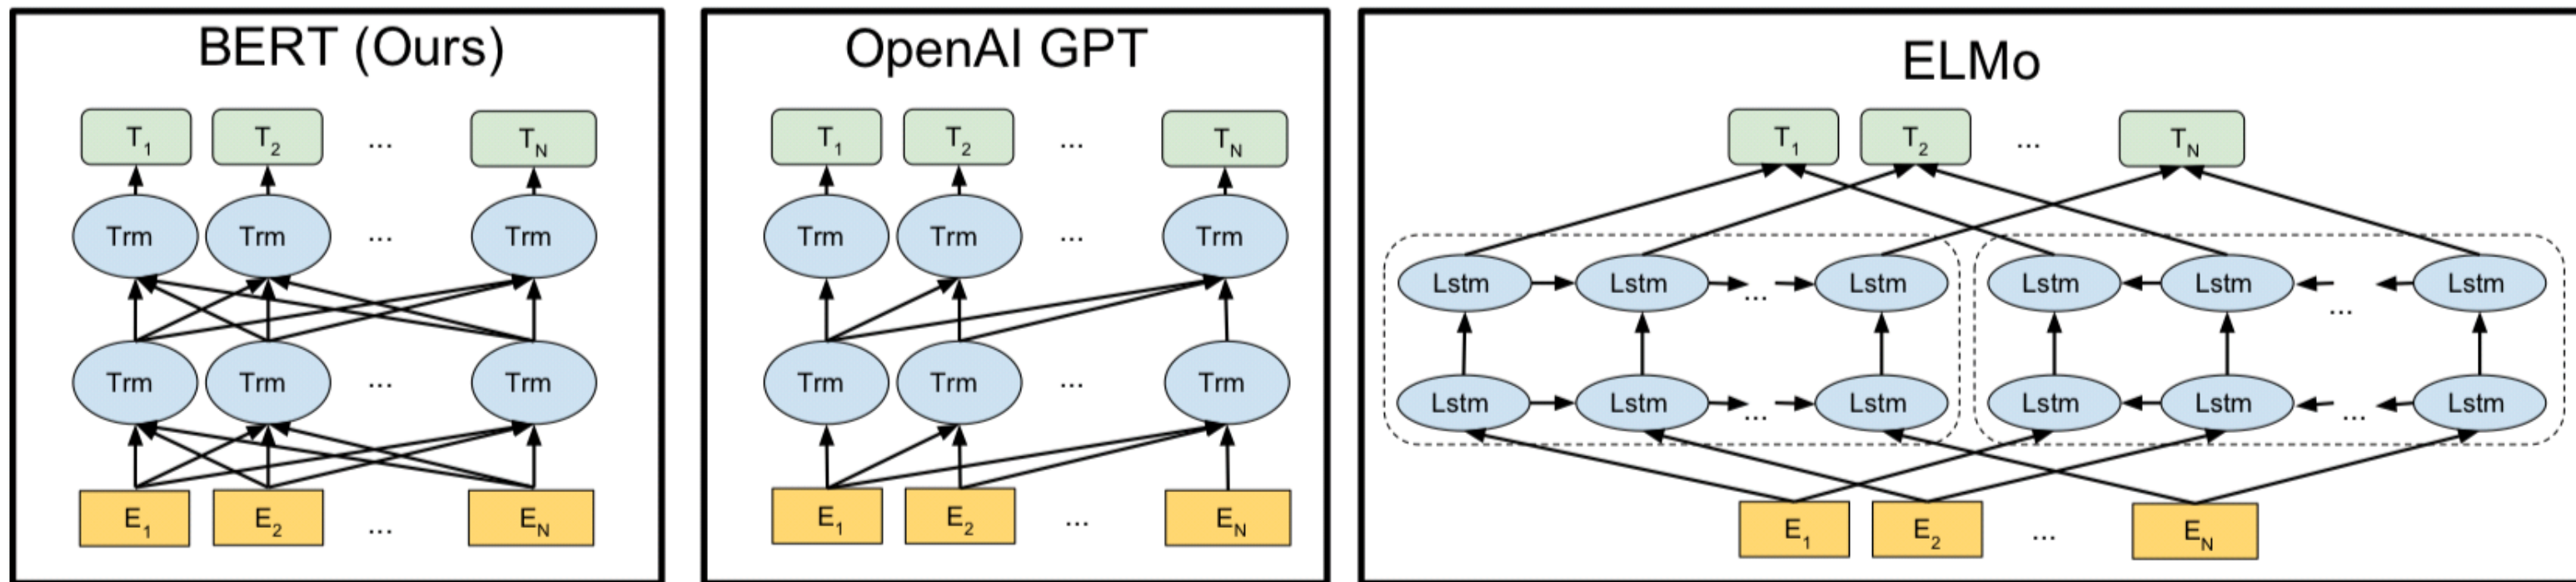 BERT (Ours)
T1 T2 ... TN
Trm Trm ... Trm
Trm Trm ... Trm
E1 E2 ... EN
OpenAI GPT
T1 T2 ... TN
Trm Trm ... Trm
Trm Trm ... Trm
E1 E2 ... EN
ELMo
T1 T2 ... TN
Lstm Lstm ... Lstm Lstm Lstm ... Lstm
Lstm Lstm ... Lstm Lstm Lstm ... Lstm
E1 E2 ... EN